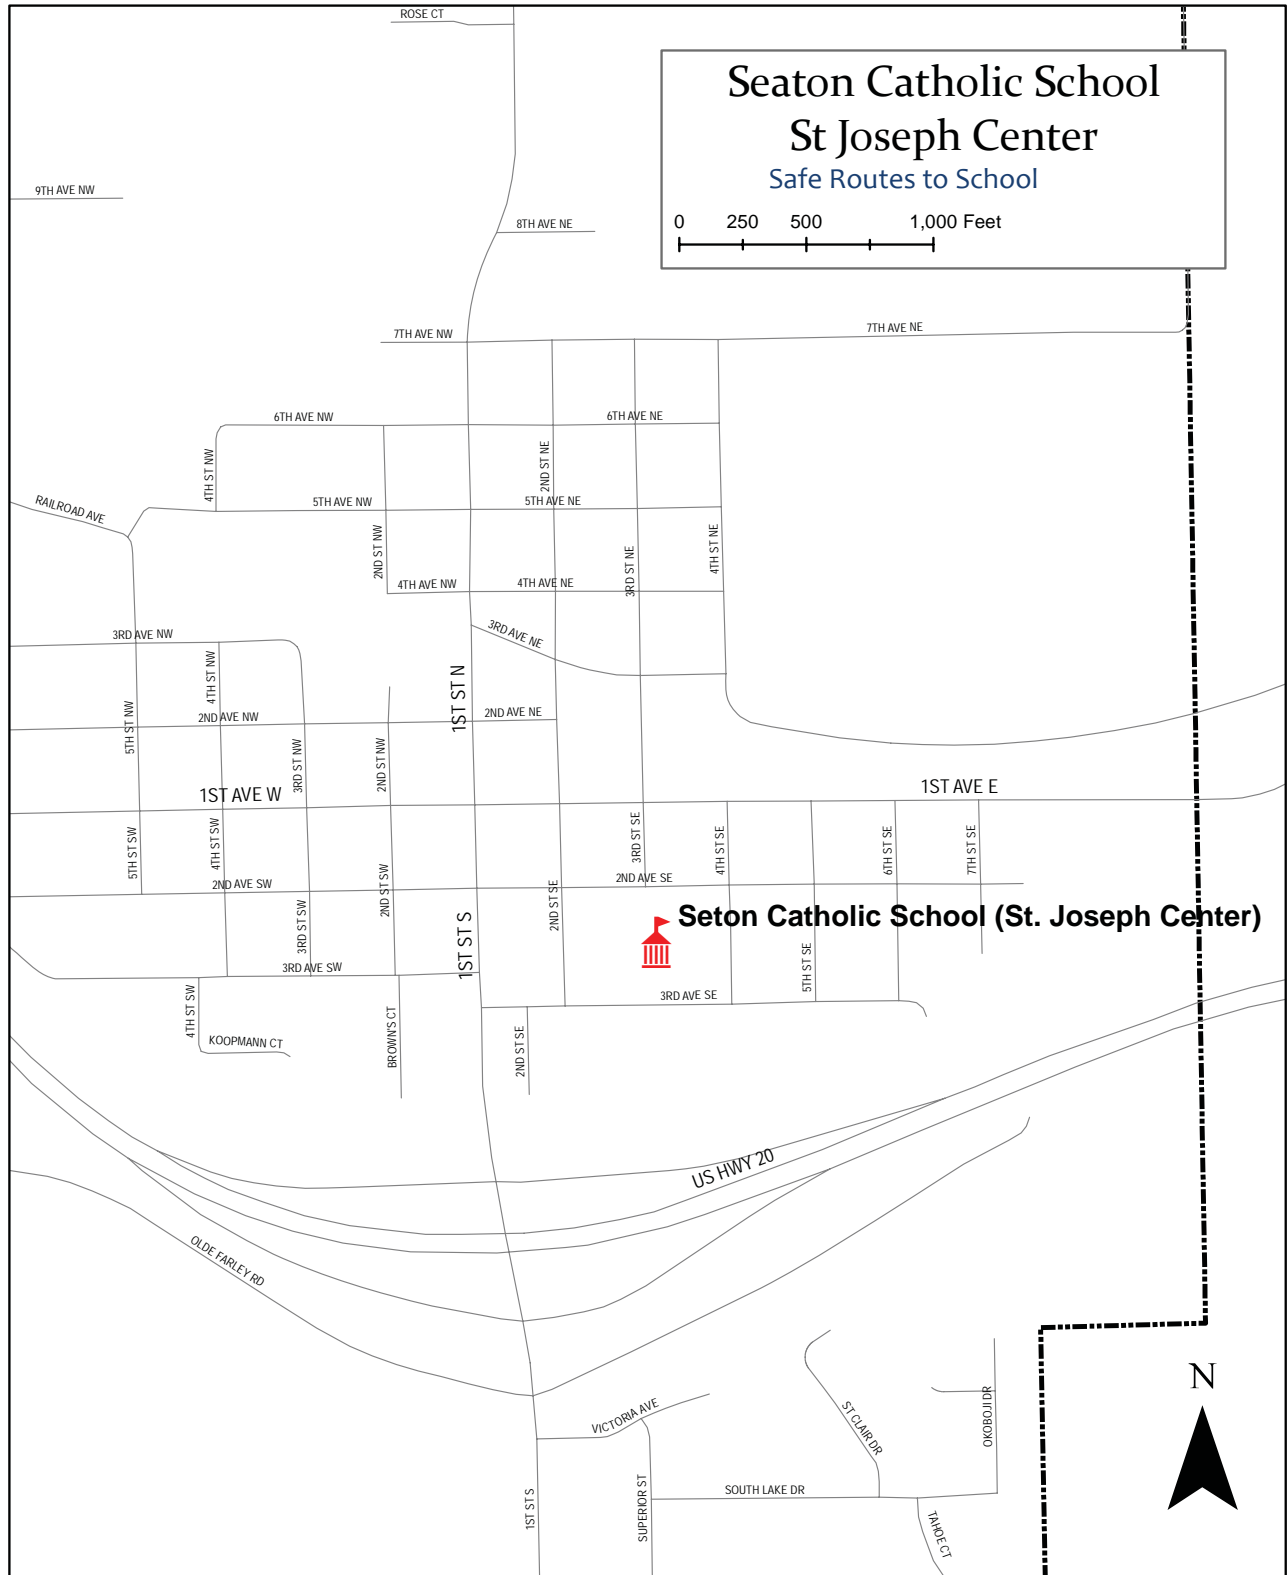 ROSE CT
Seaton Catholic School
St Joseph Center
Safe Routes to School
0 250 500 1,000 Feet
9TH AVE NW
8TH AVE NE
7TH AVE NW
7TH AVE NE
6TH AVE NW
6TH AVE NE
4TH ST NW
2ND ST NE
RAILROAD AVE
5TH AVE NW
5TH AVE NE
2ND ST NW
3RD ST NE
4TH ST NE
4TH AVE NW
4TH AVE NE
3RD AVE NW
3RD AVE NE
4TH ST NW
1ST ST N
5TH ST NW
2ND AVE NW
2ND AVE NE
3RD ST NW
2ND ST NW
1ST AVE W
1ST AVE E
5TH ST SW
4TH ST SW
3RD ST SE
4TH ST SE
6TH ST SE
7TH ST SE
2ND AVE SW
2ND ST SW
2ND AVE SE
2ND ST SE
3RD ST SW
1ST ST S
Seton Catholic School (St. Joseph Center)
5TH ST SE
3RD AVE SW
3RD AVE SE
4TH ST SW
KOOPMANN CT
BROWN'S CT
2ND ST SE
US HWY 20
OLDE FARLEY RD
N
VICTORIA AVE
ST CLAIR DR
OKOBOJI DR
1ST ST S
SUPERIOR ST
SOUTH LAKE DR
TAHOE CT